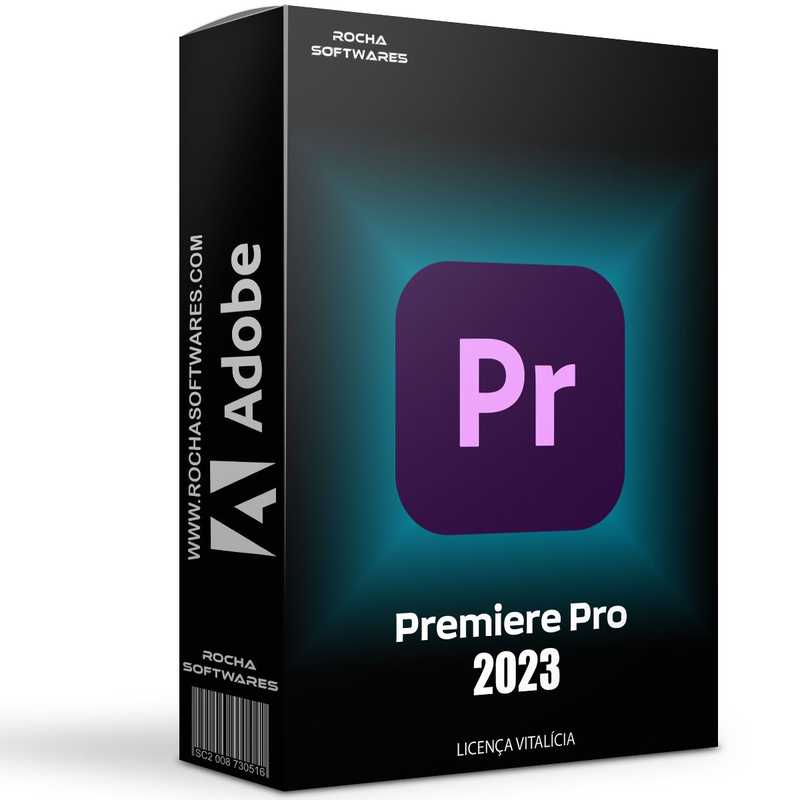 ROCHA
SOFTWARES
WWW.ROCHASOFTWARES.COM
Adobe
Pr
Premiere Pro
2023
LICENÇA VITALÍCIA
ROCHA
SOFTWARES
SC2 008 730516